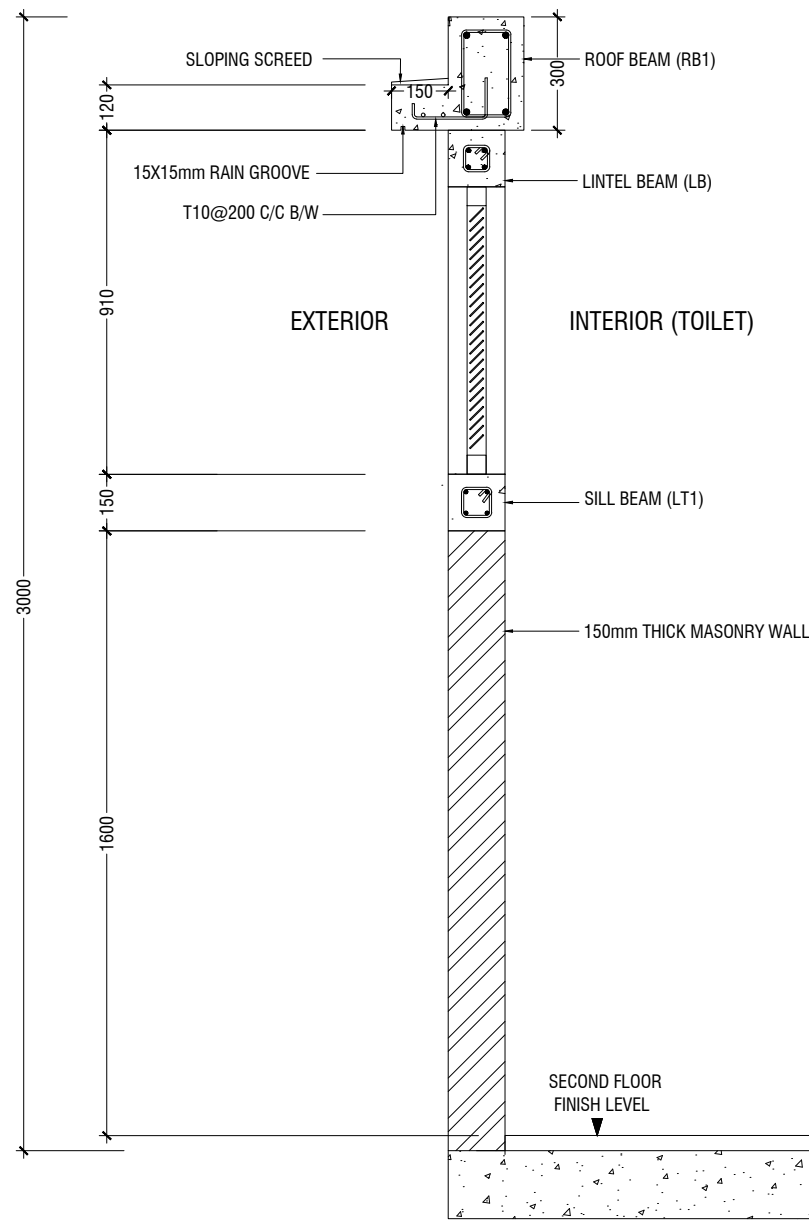 SLOPING SCREED
150
ROOF BEAM (RB1)
300
120
15X15mm RAIN GROOVE
LINTEL BEAM (LB)
T10@200 C/C B/W
910
EXTERIOR
INTERIOR (TOILET)
150
SILL BEAM (LT1)
3000
150mm THICK MASONRY WALL
1600
SECOND FLOOR
FINISH LEVEL